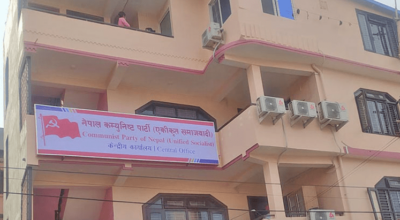 नेपाल कम्युनिष्ट पार्टी (एकीकृत समाजवादी)
Communist Party of Nepal (Unified Socialist)
केन्द्रीय कार्यालय | Central Office